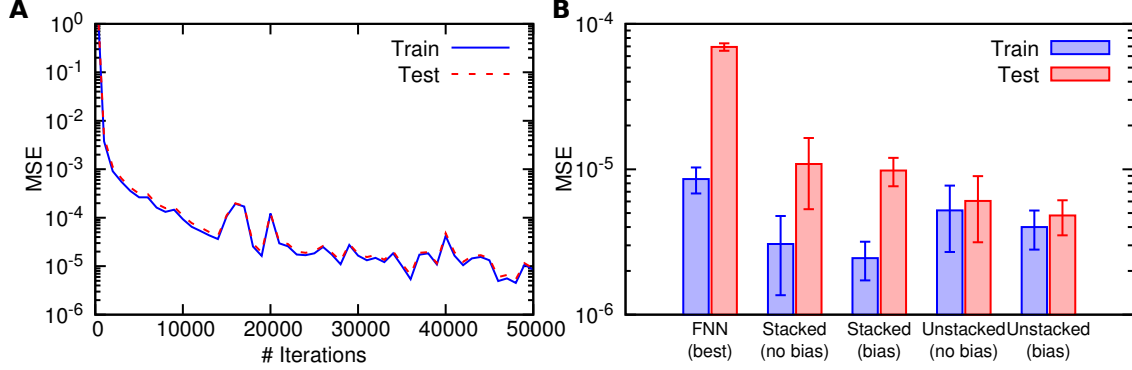 A
B
MSE
10^0
10^-1
10^-2
10^-3
10^-4
10^-5
10^-6
Train
Test
0
10000
20000
30000
40000
50000
# Iterations
MSE
10^-4
10^-5
10^-6
Train
Test
FNN
(best)
Stacked
(no bias)
Stacked
(bias)
Unstacked
(no bias)
Unstacked
(bias)